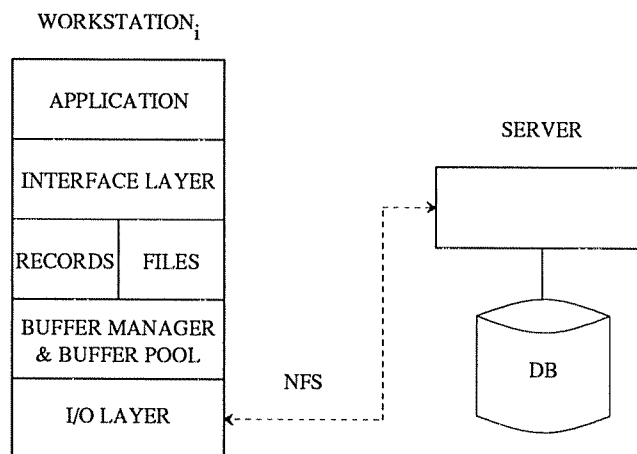 WORKSTATIONi
APPLICATION
INTERFACE LAYER
RECORDS
FILES
BUFFER MANAGER
& BUFFER POOL
I/O LAYER
NFS
SERVER
DB